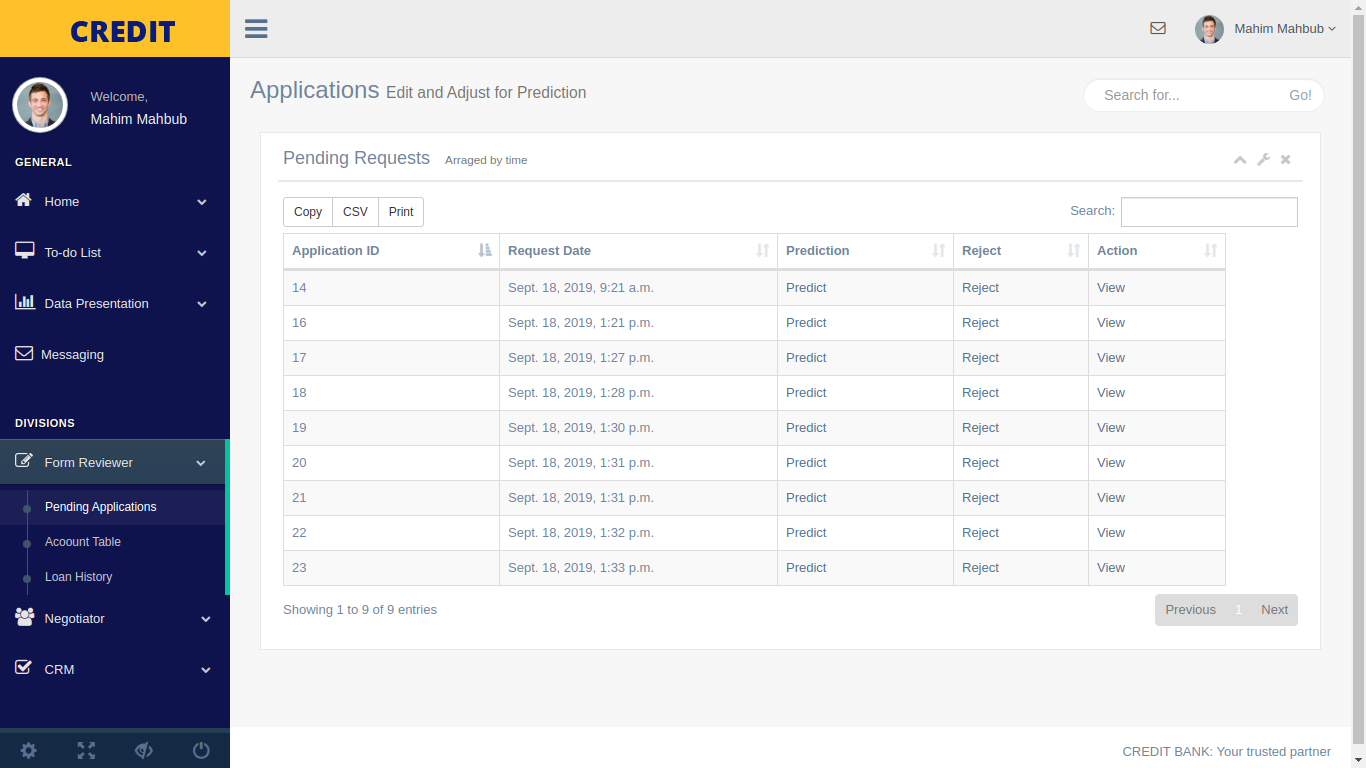 CREDIT
Mahim Mahbub
Welcome,
Mahim Mahbub
GENERAL
Home
To-do List
Data Presentation
Messaging
DIVISIONS
Form Reviewer
Pending Applications
Acoount Table
Loan History
Negotiator
CRM
Applications Edit and Adjust for Prediction
Search for... Go!
Pending Requests Arraged by time
Copy CSV Print
Search:
Application ID Request Date Prediction Reject Action
14 Sept. 18, 2019, 9:21 a.m. Predict Reject View
16 Sept. 18, 2019, 1:21 p.m. Predict Reject View
17 Sept. 18, 2019, 1:27 p.m. Predict Reject View
18 Sept. 18, 2019, 1:28 p.m. Predict Reject View
19 Sept. 18, 2019, 1:30 p.m. Predict Reject View
20 Sept. 18, 2019, 1:31 p.m. Predict Reject View
21 Sept. 18, 2019, 1:31 p.m. Predict Reject View
22 Sept. 18, 2019, 1:32 p.m. Predict Reject View
23 Sept. 18, 2019, 1:33 p.m. Predict Reject View
Showing 1 to 9 of 9 entries
Previous 1 Next
CREDIT BANK: Your trusted partner